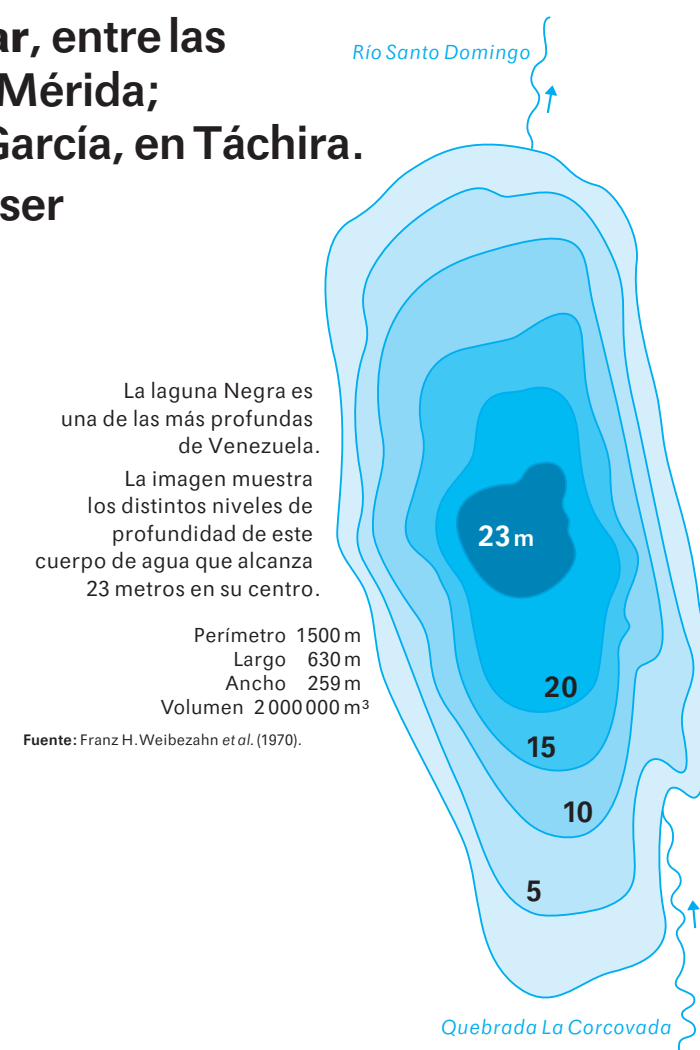 ar, entre las
Mérida;
García, en Táchira.
ser
Río Santo Domingo
La laguna Negra es
una de las más profundas
de Venezuela.
La imagen muestra
los distintos niveles de
profundidad de este
cuerpo de agua que alcanza
23 metros en su centro.
Perímetro 1500 m
Largo 630 m
Ancho 259 m
Volumen 2 000 000 m³
Fuente: Franz H. Weibezahn et al. (1970).
23 m
20
15
10
5
Quebrada La Corcovada